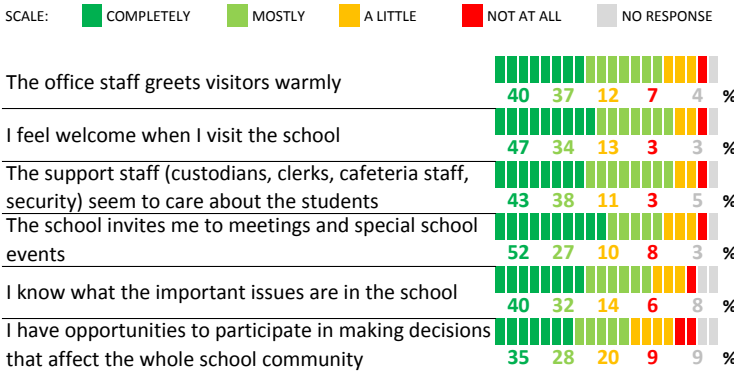 SCALE: COMPLETELY MOSTLY A LITTLE NOT AT ALL NO RESPONSE
The office staff greets visitors warmly
40 37 12 7 4 %
I feel welcome when I visit the school
47 34 13 3 3 %
The support staff (custodians, clerks, cafeteria staff,
security) seem to care about the students
43 38 11 3 5 %
The school invites me to meetings and special school
events
52 27 10 8 3 %
I know what the important issues are in the school
40 32 14 6 8 %
I have opportunities to participate in making decisions
that affect the whole school community
35 28 20 9 9 %